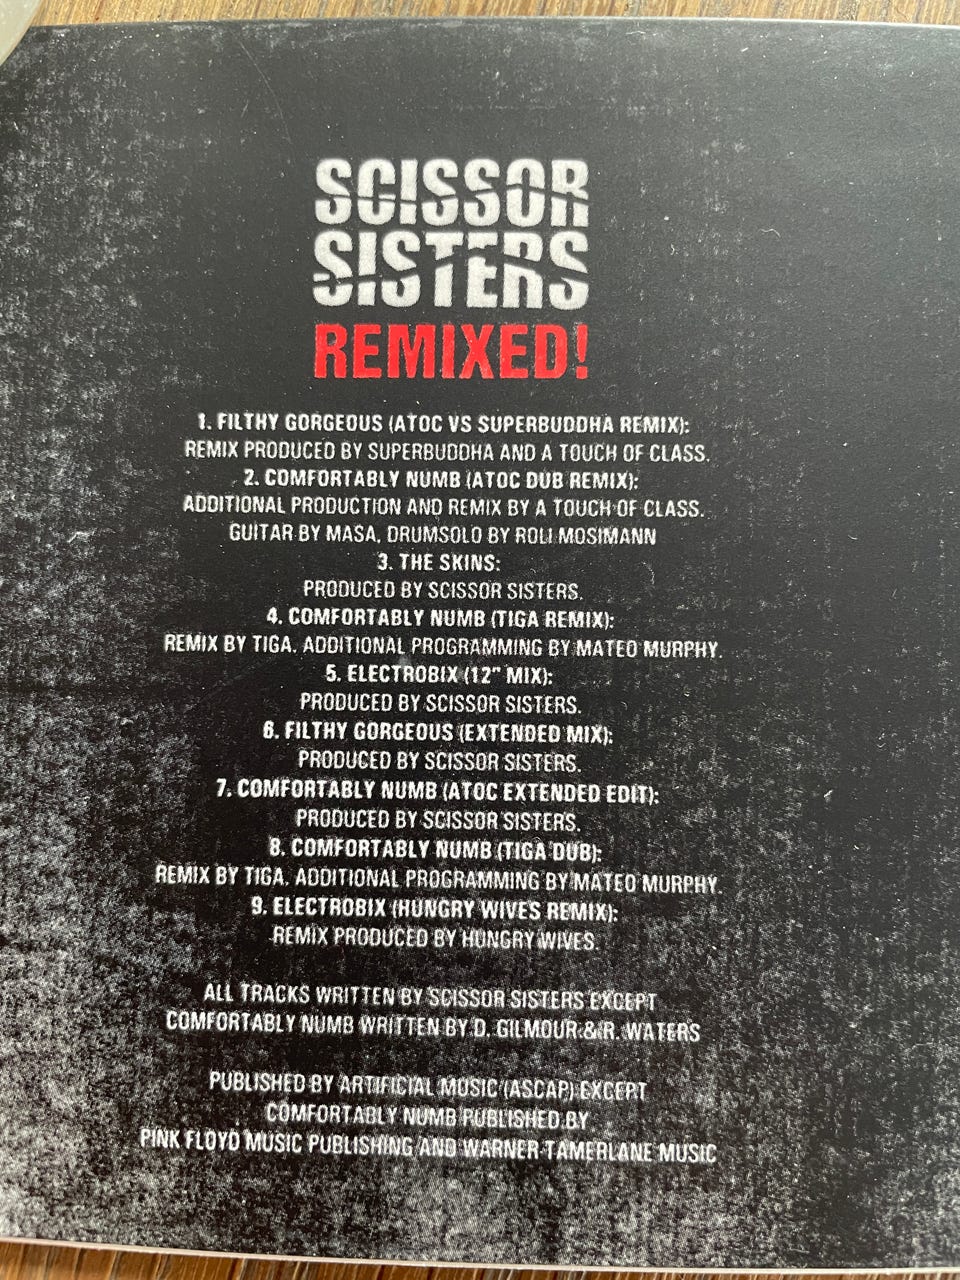 SCISSOR
SISTERS
REMIXED!
1. FILTHY GORGEOUS (ATOC VS SUPERBUDDHA REMIX):
REMIX PRODUCED BY SUPERBUDDHA AND A TOUCH OF CLASS.
2. COMFORTABLY NUMB (ATOC DUB REMIX):
ADDITIONAL PRODUCTION AND REMIX BY A TOUCH OF CLASS.
GUITAR BY MASA, DRUMSOLO BY ROLI MOSIMANN
3. THE SKINS:
PRODUCED BY SCISSOR SISTERS.
4. COMFORTABLY NUMB (TIGA REMIX):
REMIX BY TIGA. ADDITIONAL PROGRAMMING BY MATEO MURPHY.
5. ELECTROBIX (12" MIX):
PRODUCED BY SCISSOR SISTERS.
6. FILTHY GORGEOUS (EXTENDED MIX):
PRODUCED BY SCISSOR SISTERS.
7. COMFORTABLY NUMB (ATOC EXTENDED EDIT):
PRODUCED BY SCISSOR SISTERS.
8. COMFORTABLY NUMB (TIGA DUB):
REMIX BY TIGA. ADDITIONAL PROGRAMMING BY MATEO MURPHY.
9. ELECTROBIX (HUNGRY WIVES REMIX):
REMIX PRODUCED BY HUNGRY WIVES.
ALL TRACKS WRITTEN BY SCISSOR SISTERS EXCEPT
COMFORTABLY NUMB WRITTEN BY D. GILMOUR & R. WATERS
PUBLISHED BY ARTIFICIAL MUSIC (ASCAP) EXCEPT
COMFORTABLY NUMB PUBLISHED BY
PINK FLOYD MUSIC PUBLISHING AND WARNER-TAMERLANE MUSIC